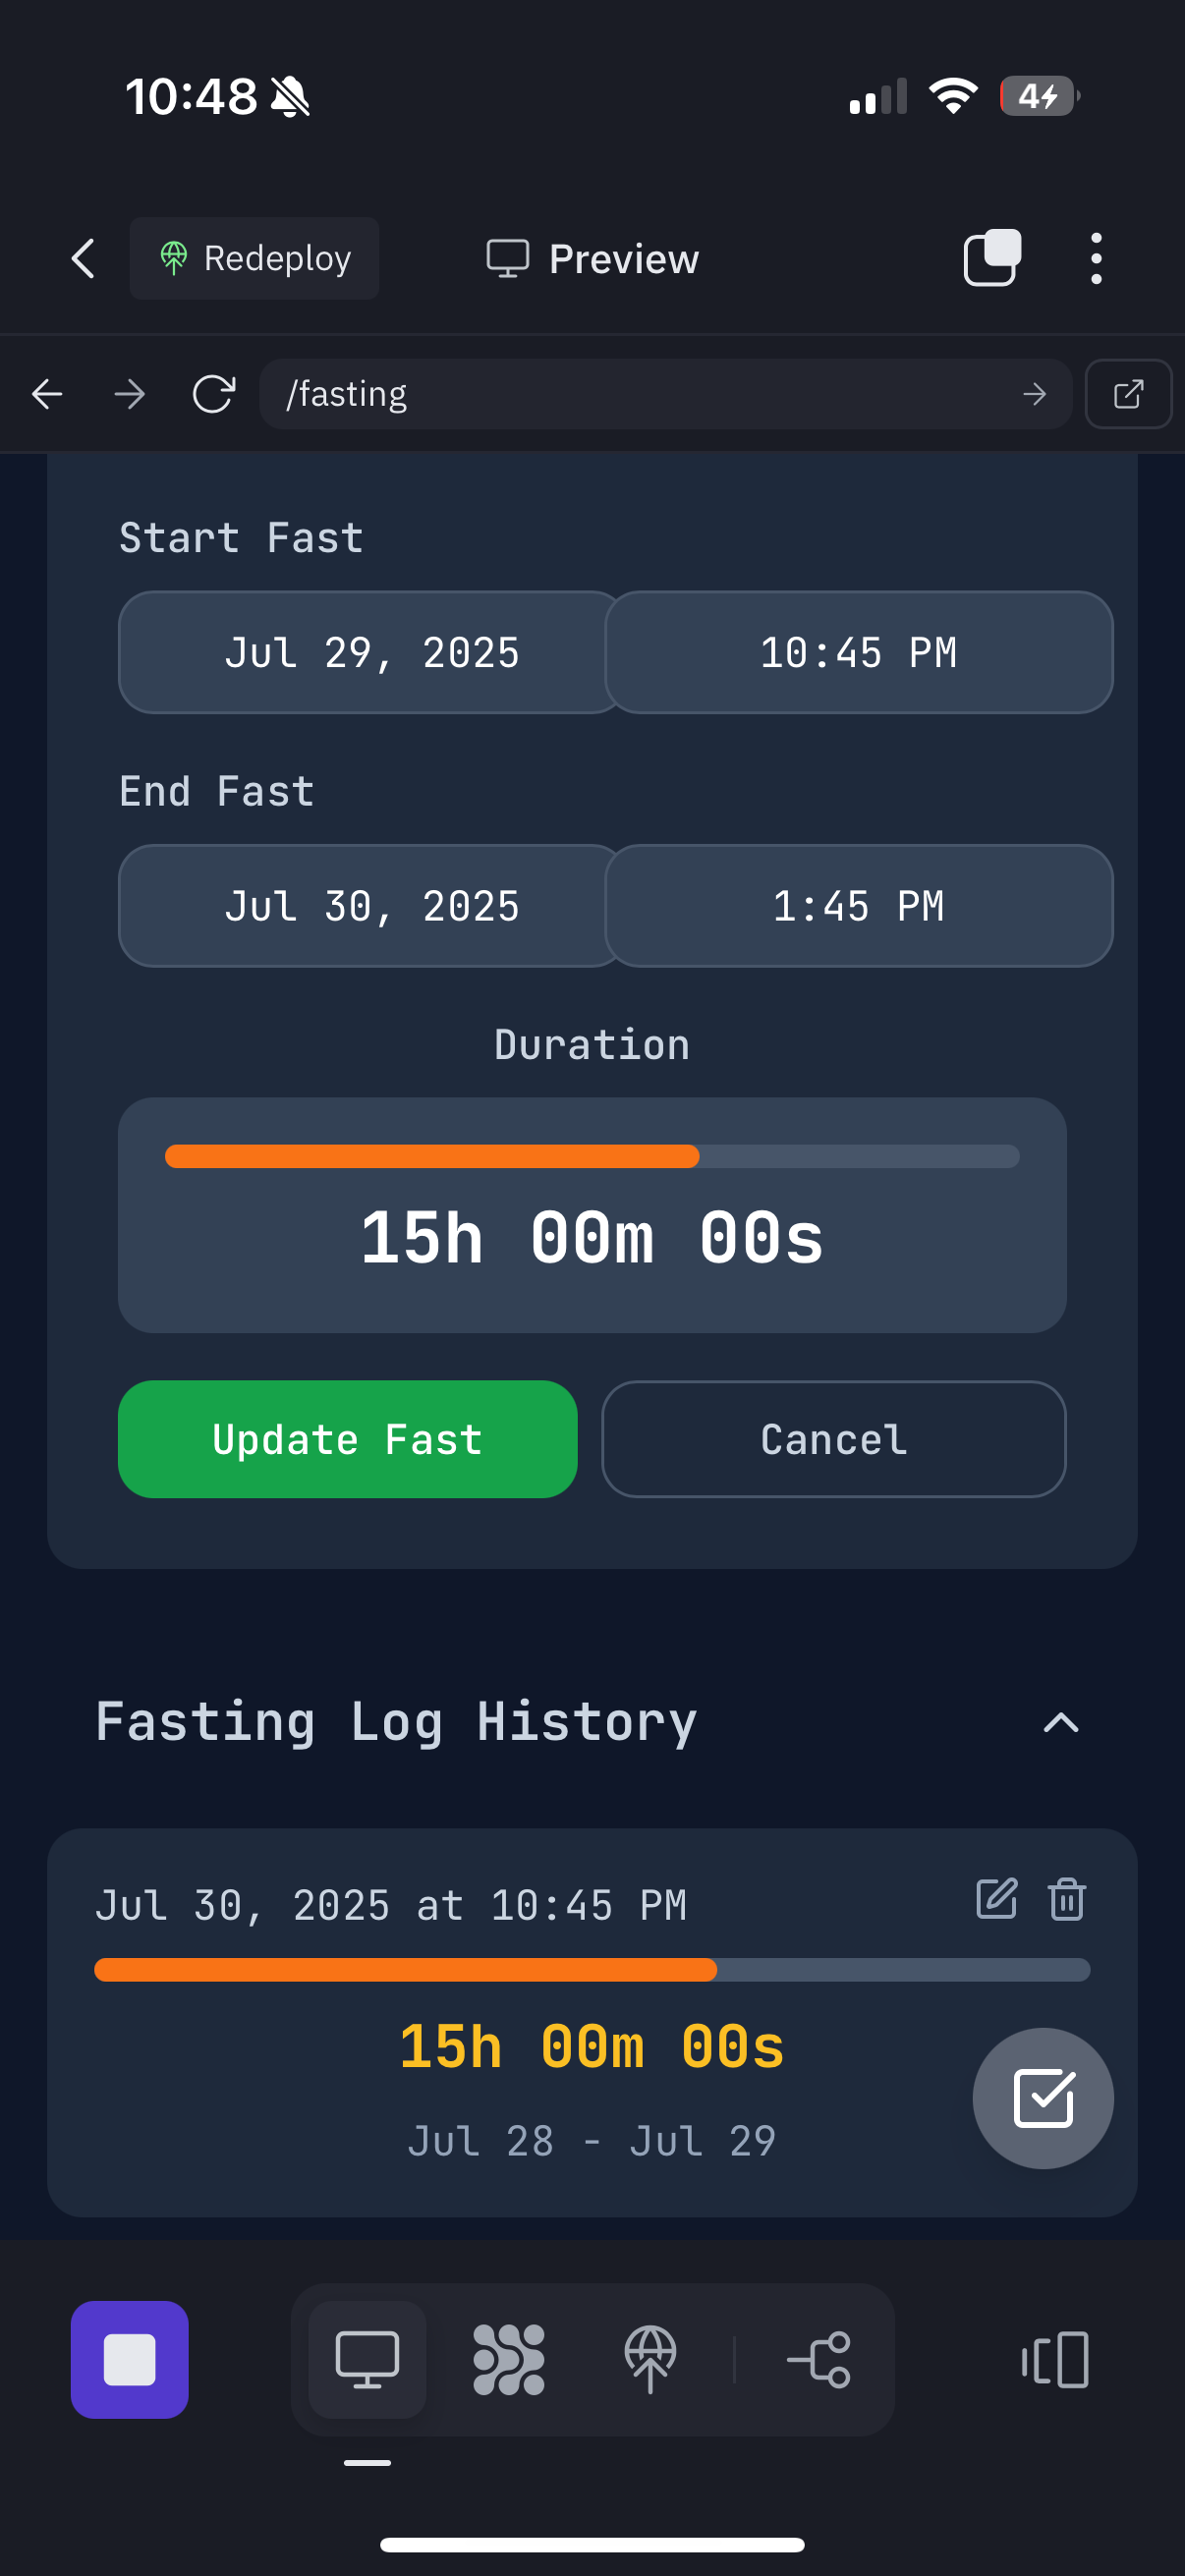 10:48 4
Redeploy Preview
/fasting
Start Fast
Jul 29, 2025 10:45 PM
End Fast
Jul 30, 2025 1:45 PM
Duration
15h 00m 00s
Update Fast Cancel
Fasting Log History
Jul 30, 2025 at 10:45 PM
15h 00m 00s
Jul 28 - Jul 29